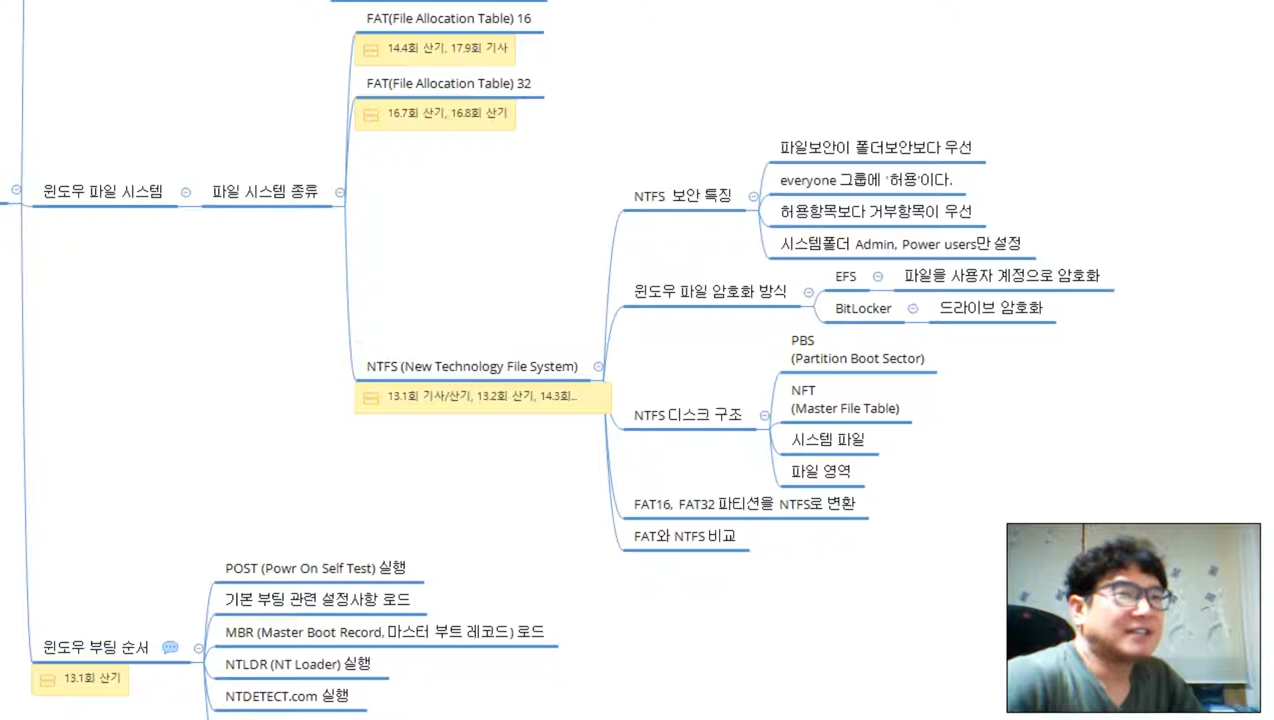 FAT(File Allocation Table) 16
14.4회 산기, 17.9회 기사
FAT(File Allocation Table) 32
16.7회 산기, 16.8회 산기
윈도우 파일 시스템
파일 시스템 종류
NTFS 보안 특징
파일보안이 폴더보안보다 우선
everyone 그룹에 '허용'이다.
허용항목보다 거부항목이 우선
시스템폴더 Admin, Power users만 설정
윈도우 파일 암호화 방식
EFS
파일을 사용자 계정으로 암호화
BitLocker
드라이브 암호화
NTFS (New Technology File System)
13.1회 기사/산기, 13.2회 산기, 14.3회...
NTFS 디스크 구조
PBS
(Partition Boot Sector)
NFT
(Master File Table)
시스템 파일
파일 영역
FAT16, FAT32 파티션을 NTFS로 변환
FAT와 NTFS 비교
윈도우 부팅 순서
13.1회 산기
POST (Powr On Self Test) 실행
기본 부팅 관련 설정사항 로드
MBR (Master Boot Record, 마스터 부트 레코드) 로드
NTLDR (NT Loader) 실행
NTDETECT.com 실행